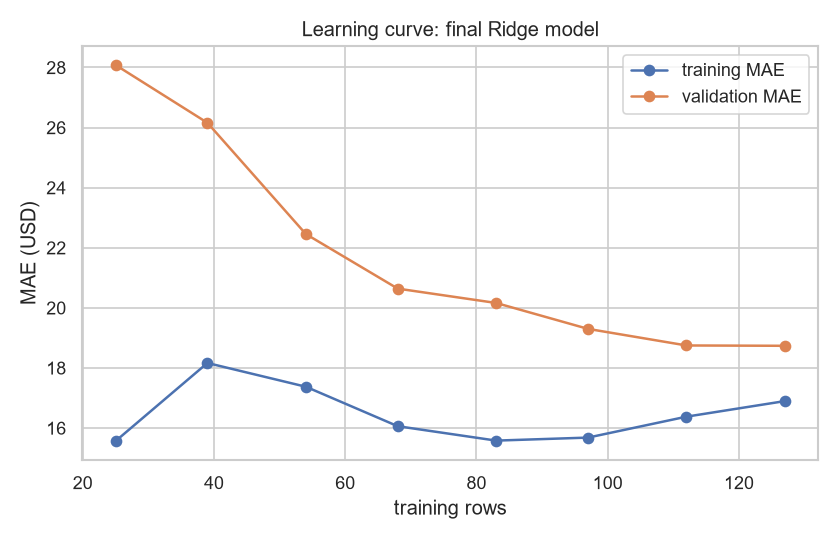 Learning curve: final Ridge model
training MAE
validation MAE
28
26
24
22
20
18
16
MAE (USD)
20
40
60
80
100
120
training rows